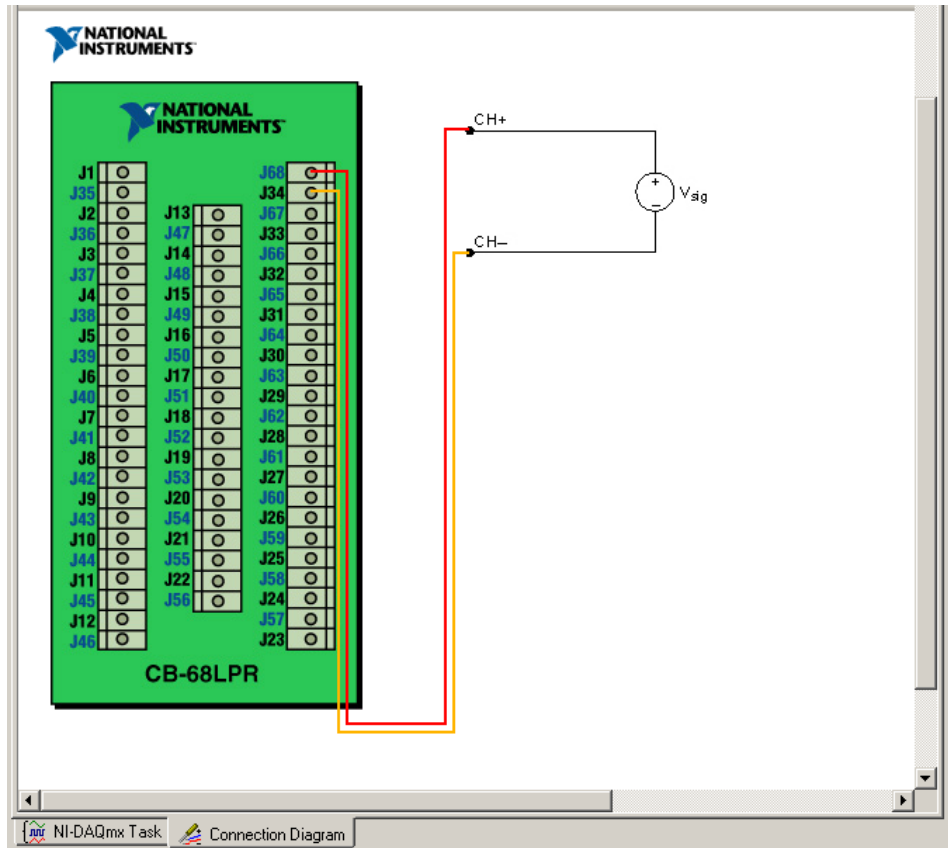 NATIONAL
INSTRUMENTS
NATIONAL
INSTRUMENTS
J1
J35
J2
J36
J3
J37
J4
J38
J5
J39
J6
J40
J7
J41
J8
J42
J9
J43
J10
J44
J11
J45
J12
J46
J13
J47
J14
J48
J15
J49
J16
J50
J17
J51
J18
J52
J19
J53
J20
J54
J21
J55
J22
J56
J68
J34
J67
J33
J66
J32
J65
J31
J64
J30
J63
J29
J62
J28
J61
J27
J60
J26
J59
J25
J58
J24
J57
J23
CB-68LPR
CH+
+
Vsig
–
CH–
NI-DAQmx Task
Connection Diagram